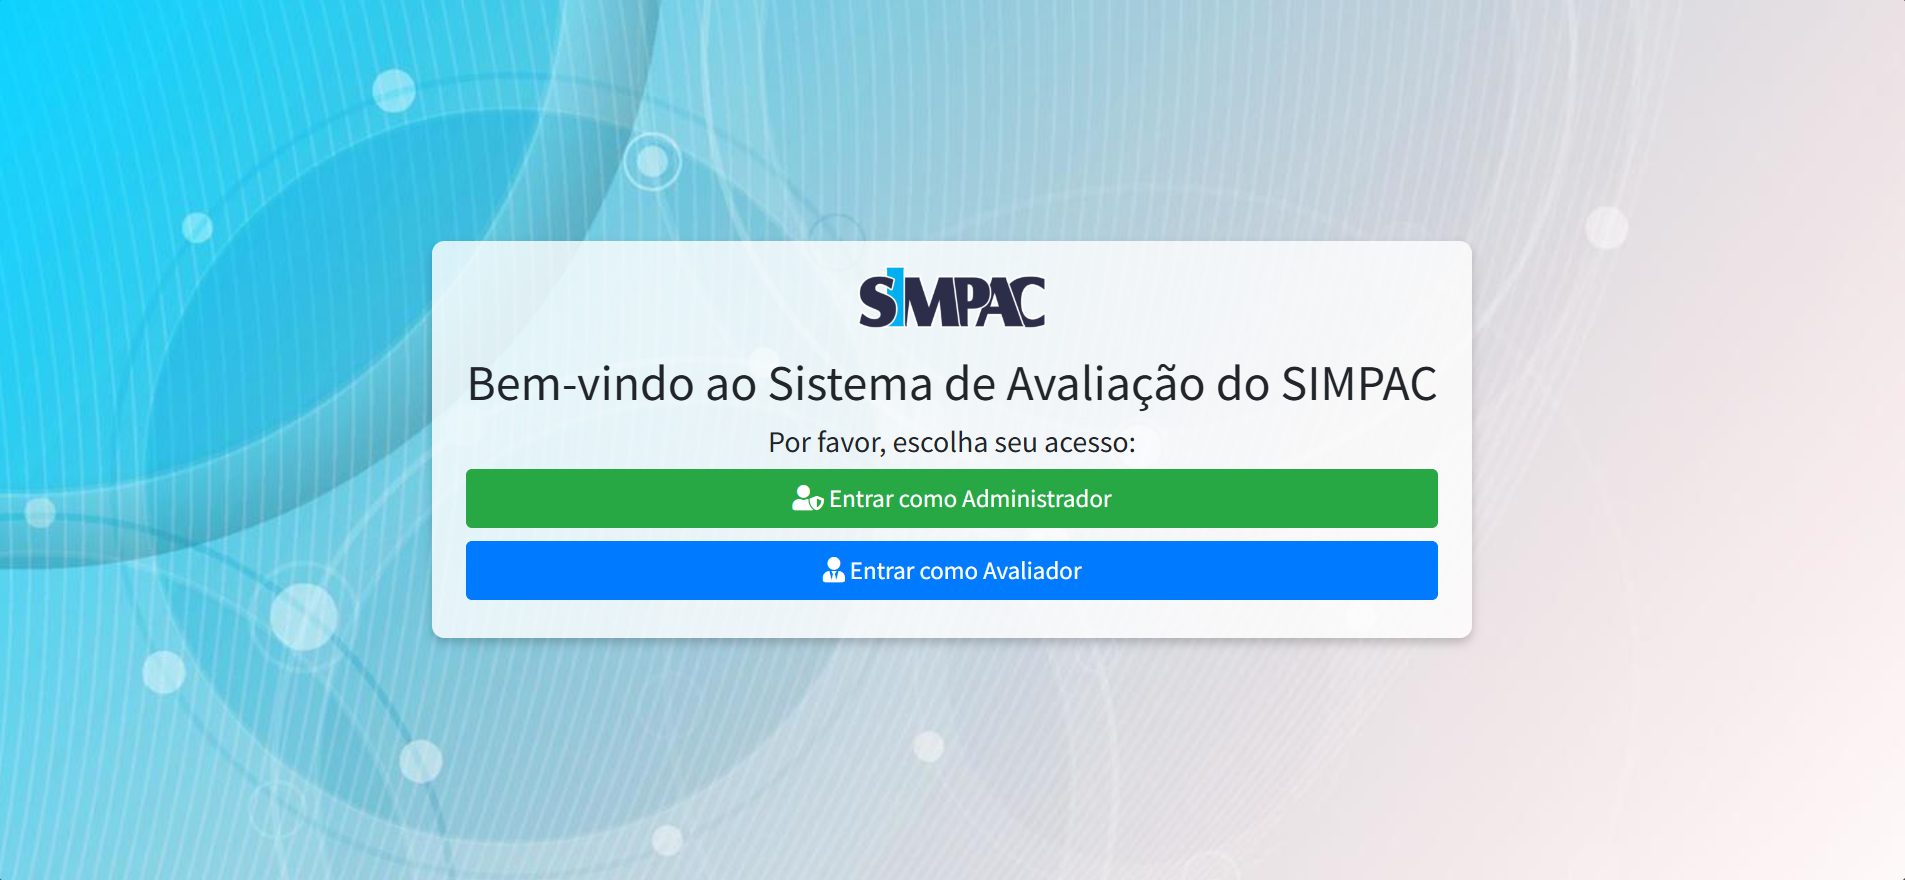 SIMPAC
Bem-vindo ao Sistema de Avaliação do SIMPAC
Por favor, escolha seu acesso:
Entrar como Administrador
Entrar como Avaliador